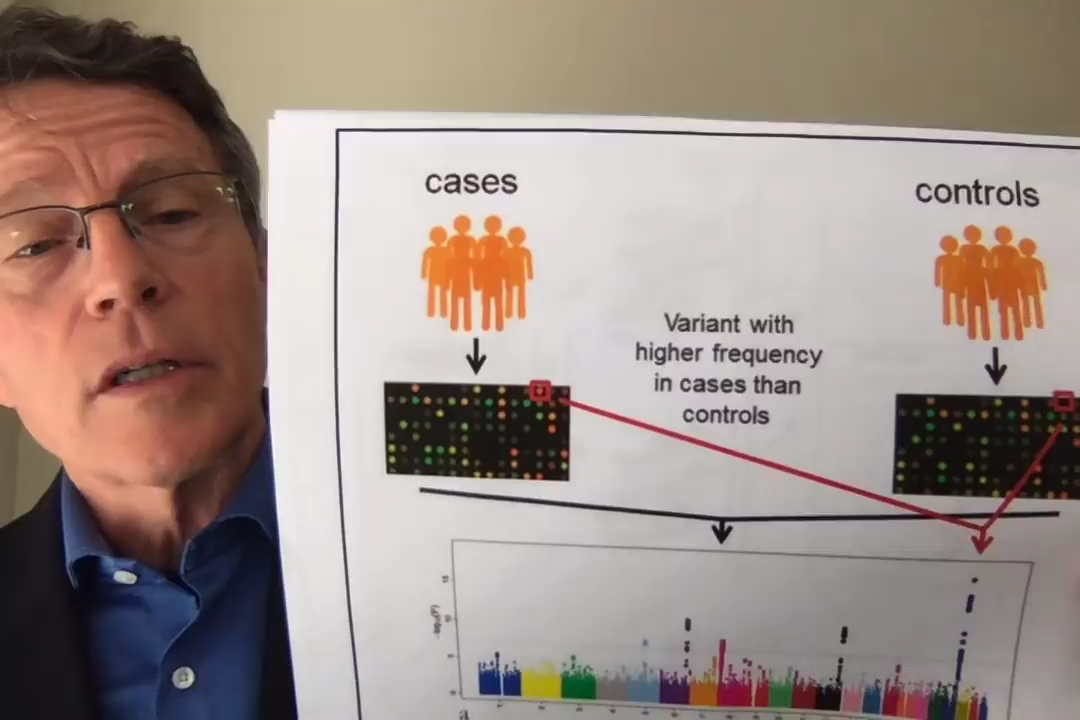 cases
controls
Variant with
higher frequency
in cases than
controls